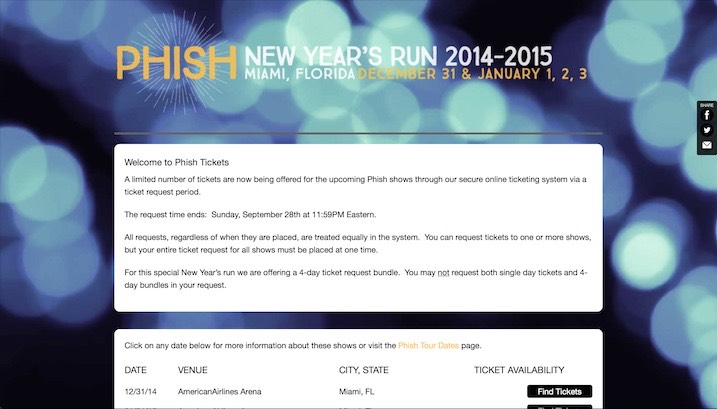 PHISH NEW YEAR'S RUN 2014-2015
MIAMI, FLORIDA DECEMBER 31 & JANUARY 1, 2, 3
SHARE
Welcome to Phish Tickets
A limited number of tickets are now being offered for the upcoming Phish shows through our secure online ticketing system via a
ticket request period.
The request time ends: Sunday, September 28th at 11:59PM Eastern.
All requests, regardless of when they are placed, are treated equally in the system. You can request tickets to one or more shows,
but your entire ticket request for all shows must be placed at one time.
For this special New Year's run we are offering a 4-day ticket request bundle. You may not request both single day tickets and 4-
day bundles in your request.
Click on any date below for more information about these shows or visit the Phish Tour Dates page.
DATE VENUE CITY, STATE TICKET AVAILABILITY
12/31/14 AmericanAirlines Arena Miami, FL Find Tickets